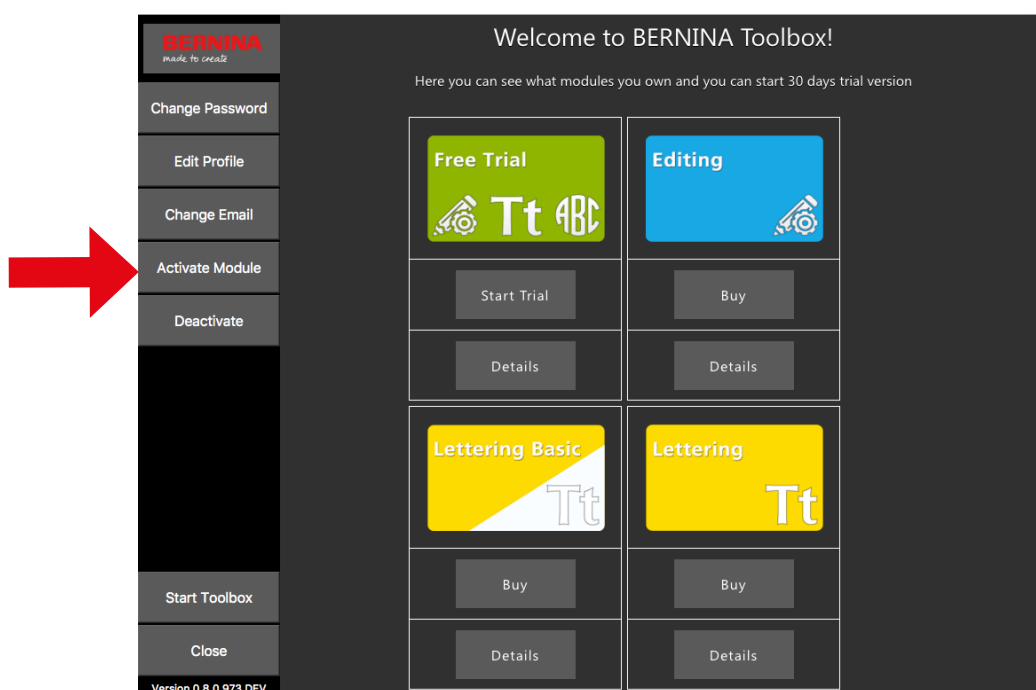 BERNINA
made to create
Change Password
Edit Profile
Change Email
Activate Module
Deactivate
Start Toolbox
Close
Version 0.8.0.973 DEV
Welcome to BERNINA Toolbox!
Here you can see what modules you own and you can start 30 days trial version
Free Trial
Tt ABC
Start Trial
Details
Editing
Buy
Details
Lettering Basic
Tt
Buy
Details
Lettering
Tt
Buy
Details